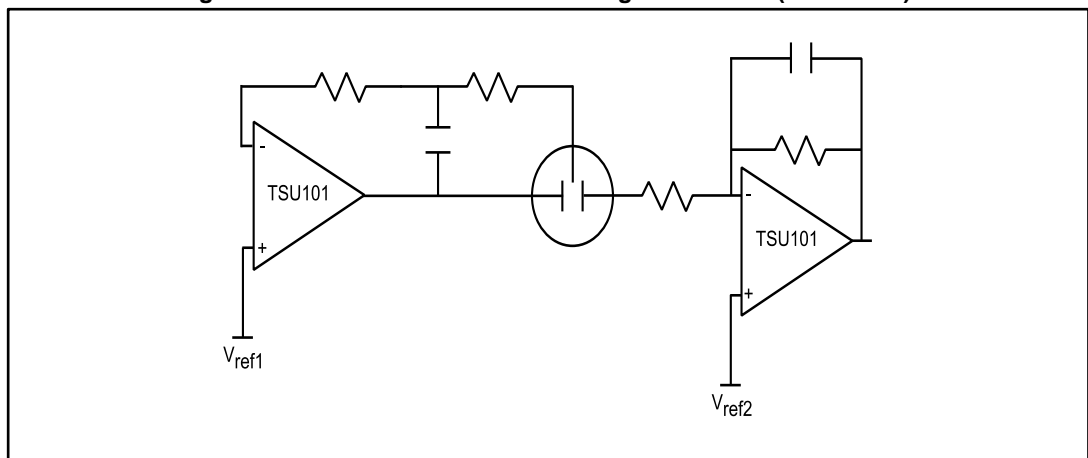 -
TSU101
+
Vref1
-
TSU101
+
Vref2